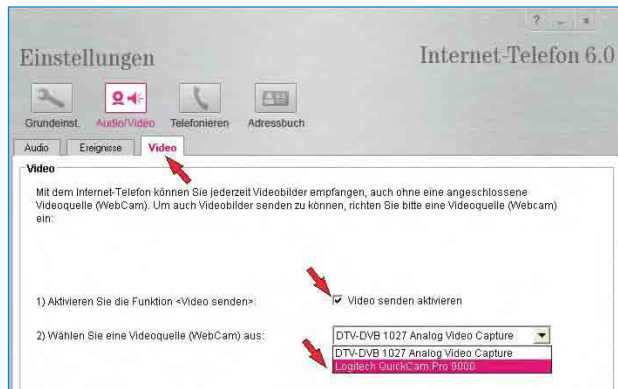 ? – x
Einstellungen
Internet-Telefon 6.0
Grundeinst. Audio/Video Telefonieren Adressbuch
Audio Ereignisse Video
Video
Mit dem Internet-Telefon können Sie jederzeit Videobilder empfangen, auch ohne eine angeschlossene
Videoquelle (WebCam). Um auch Videobilder senden zu können, richten Sie bitte eine Videoquelle (Webcam)
ein:
1) Aktivieren Sie die Funktion <Video senden>:
Video senden aktivieren
2) Wählen Sie eine Videoquelle (WebCam) aus:
DTV-DVB 1027 Analog Video Capture
DTV-DVB 1027 Analog Video Capture
Logitech QuickCam Pro 9000